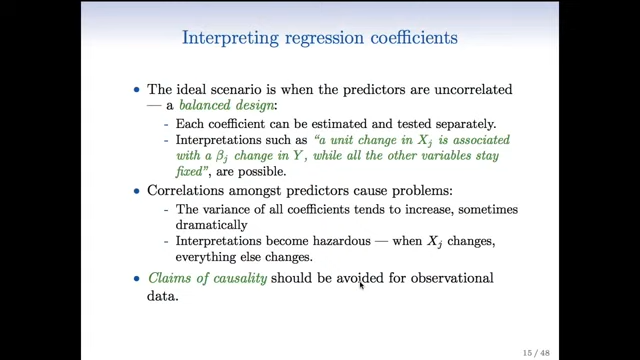 Interpreting regression coefficients
• The ideal scenario is when the predictors are uncorrelated
— a balanced design:
- Each coefficient can be estimated and tested separately.
- Interpretations such as “a unit change in Xj is associated
with a βj change in Y, while all the other variables stay
fixed”, are possible.
• Correlations amongst predictors cause problems:
- The variance of all coefficients tends to increase, sometimes
dramatically
- Interpretations become hazardous — when Xj changes,
everything else changes.
• Claims of causality should be avoided for observational
data.
15 / 48